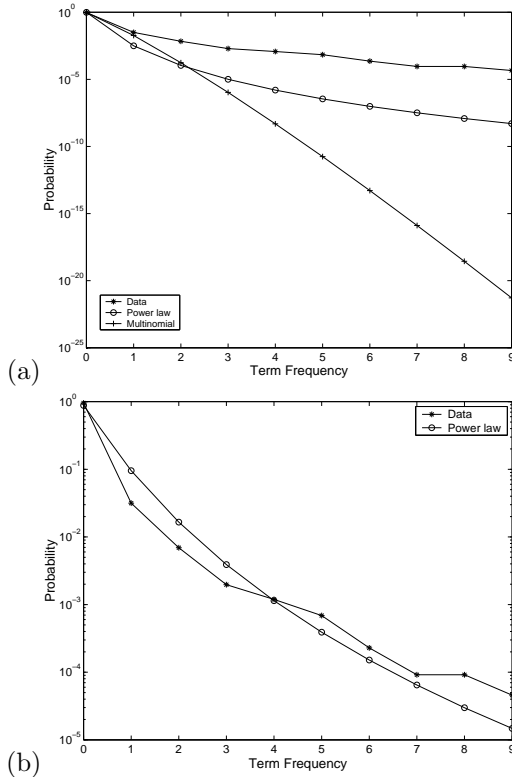 10^0
10^-5
10^-10
10^-15
10^-20
10^-25
Probability
Data
Power law
Multinomial
0 1 2 3 4 5 6 7 8 9
Term Frequency
(a)
10^0
10^-1
10^-2
10^-3
10^-4
10^-5
Probability
Data
Power law
0 1 2 3 4 5 6 7 8 9
Term Frequency
(b)